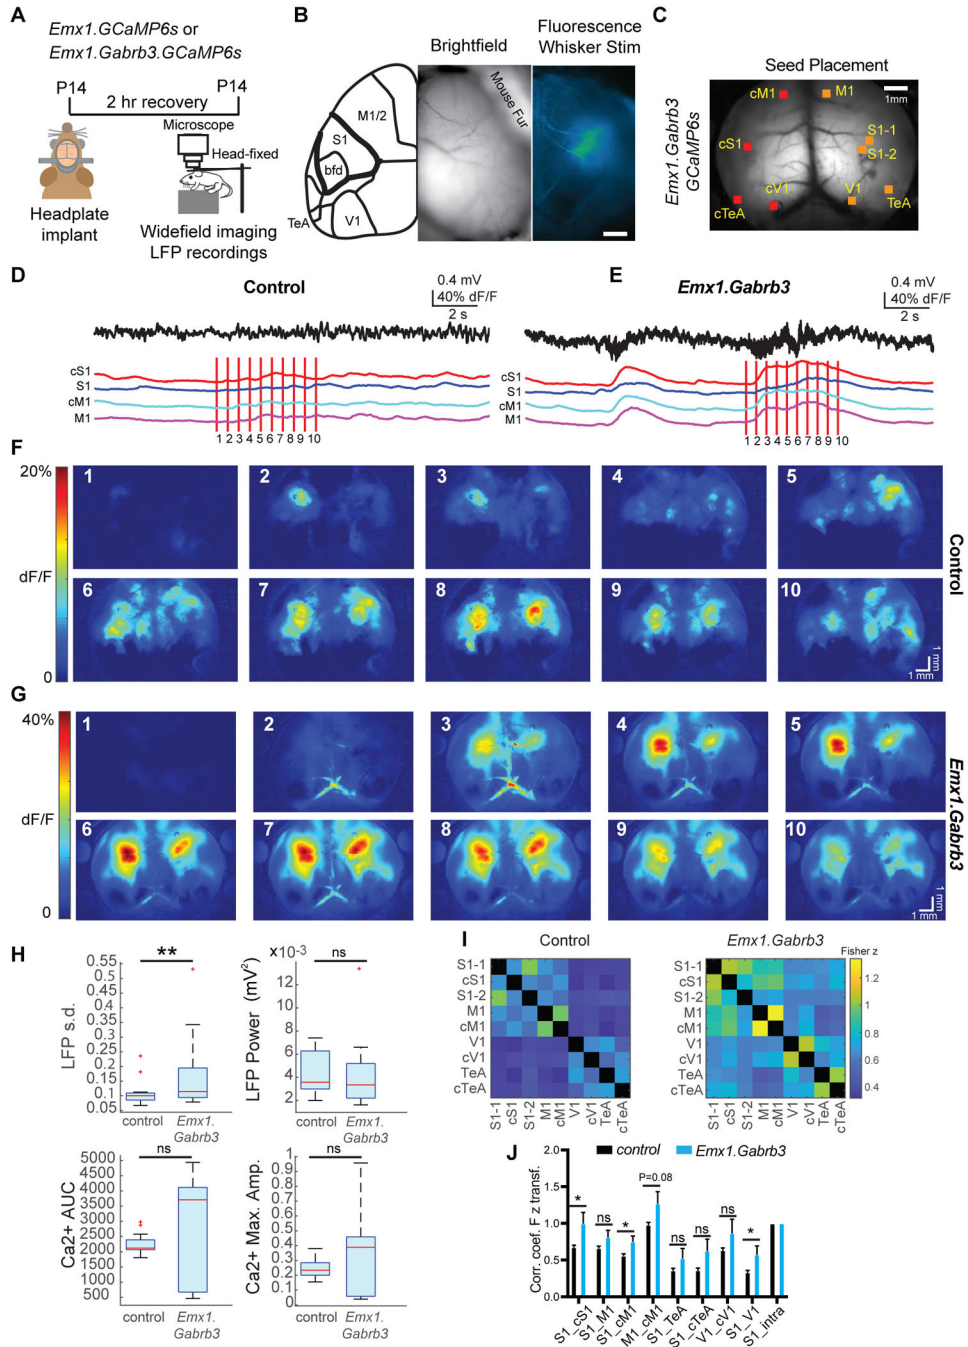 A
Emx1.GCaMP6s or
Emx1.Gabrb3.GCaMP6s
P14
P14
2 hr recovery
Microscope
Head-fixed
Headplate
implant
Widefield imaging
LFP recordings
B
Brightfield
Fluorescence
Whisker Stim
M1/2
S1
bfd
TeA
V1
Mouse Fur
C
Seed Placement
Emx1.Gabrb3
GCaMP6s
cM1
M1
1mm
cS1
S1-1
S1-2
cV1
V1
cTeA
TeA
D
Control
0.4 mV
40% dF/F
2 s
cS1
S1
cM1
M1
1 2 3 4 5 6 7 8 9 10
E
Emx1.Gabrb3
0.4 mV
40% dF/F
2 s
cS1
S1
cM1
M1
1 2 3 4 5 6 7 8 9 10
F
20%
dF/F
0
1
2
3
4
5
6
7
8
9
10
1 mm
1 mm
Control
G
40%
dF/F
0
1
2
3
4
5
6
7
8
9
10
1 mm
1 mm
Emx1.Gabrb3
H
LFP s.d.
0.55
0.5
0.45
0.4
0.35
0.3
0.25
0.2
0.15
0.1
0.05
**
control
Emx1.
Gabrb3
LFP Power (mV²)
x10⁻³
12
10
8
6
4
2
ns
control
Emx1.
Gabrb3
Ca2+ AUC
5000
4500
4000
3500
3000
2500
2000
1500
1000
500
ns
control
Emx1.
Gabrb3
Ca2+ Max. Amp.
1
0.9
0.8
0.7
0.6
0.5
0.4
0.3
0.2
0.1
0
ns
control
Emx1.
Gabrb3
I
Control
S1-1
cS1
S1-2
M1
cM1
V1
cV1
TeA
cTeA
S1-1
cS1
S1-2
M1
cM1
V1
cV1
TeA
cTeA
Emx1.Gabrb3
Fisher z
S1-1
cS1
S1-2
M1
cM1
V1
cV1
TeA
cTeA
S1-1
cS1
S1-2
M1
cM1
V1
cV1
TeA
cTeA
1.2
1
0.8
0.6
0.4
J
control
Emx1.Gabrb3
Corr. coef. F z transf.
2.0
1.5
1.0
0.5
0.0
*
ns
*
P=0.08
ns
ns
ns
*
S1_cS1
S1_M1
S1_cM1
M1_cM1
S1_TeA
S1_cTeA
V1_cV1
S1_V1
S1_intra